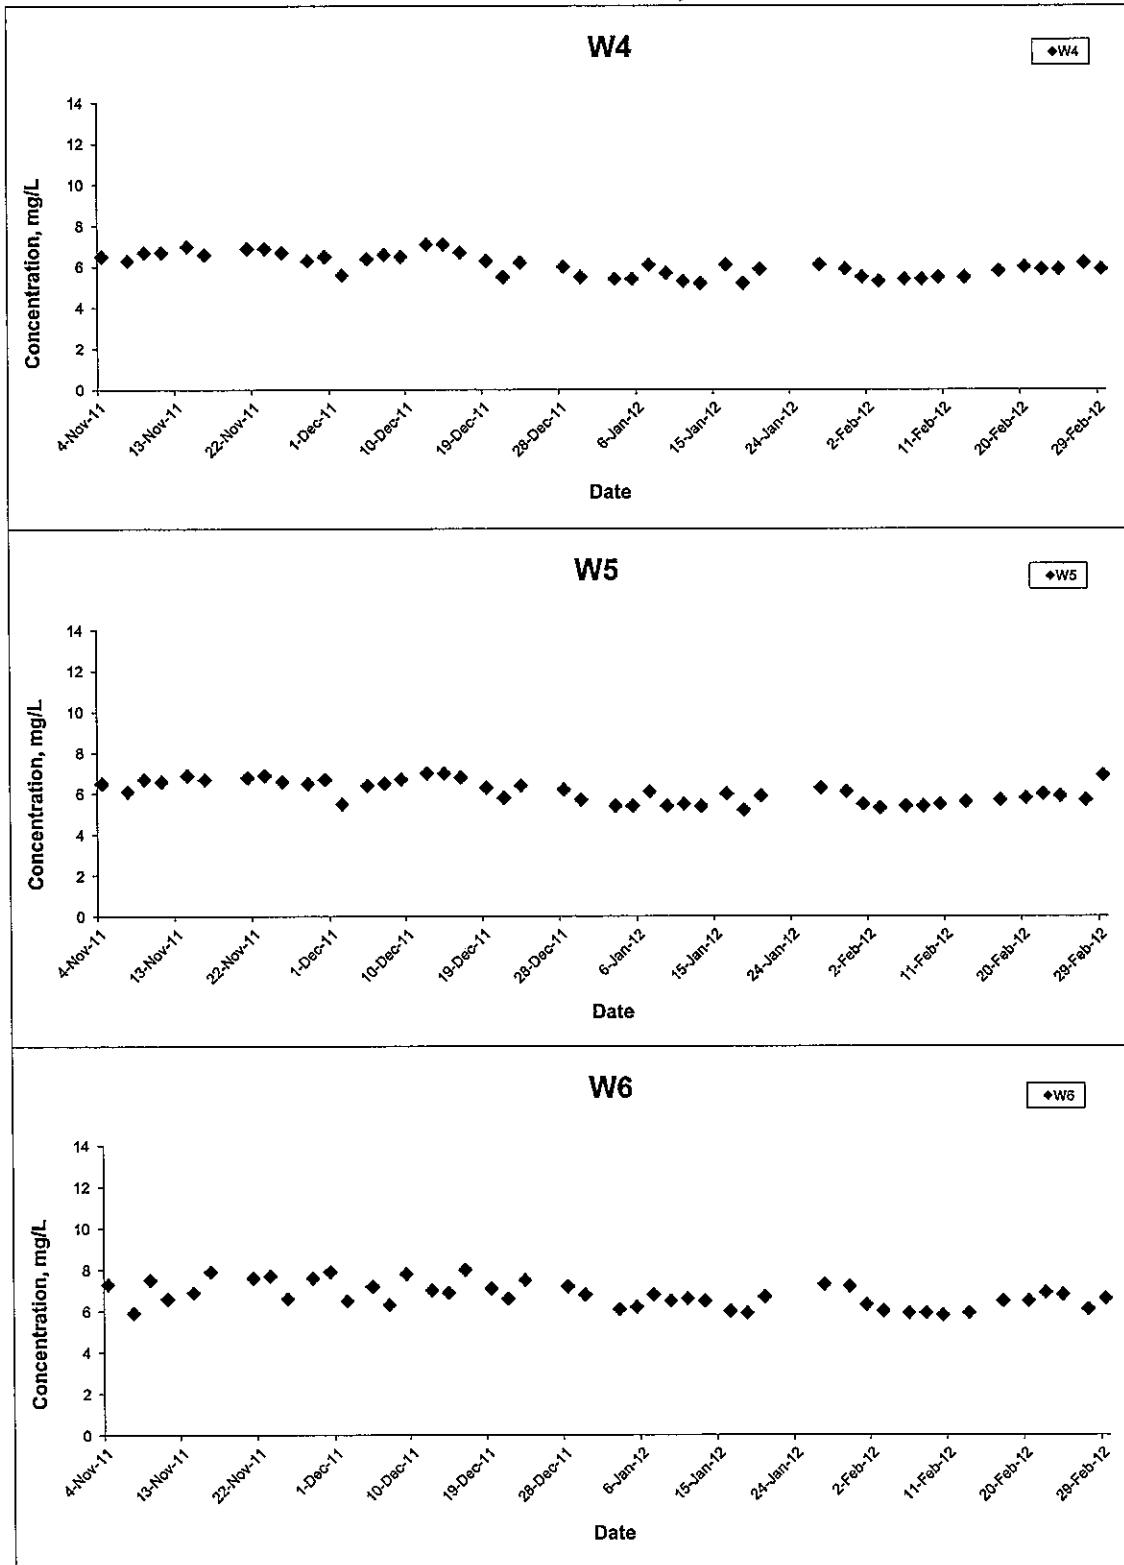 W4
◆W4
14
12
10
8
6
4
2
0
Concentration, mg/L
4-Nov-11
13-Nov-11
22-Nov-11
1-Dec-11
10-Dec-11
19-Dec-11
28-Dec-11
6-Jan-12
15-Jan-12
24-Jan-12
2-Feb-12
11-Feb-12
20-Feb-12
29-Feb-12
Date
W5
◆W5
14
12
10
8
6
4
2
0
Concentration, mg/L
4-Nov-11
13-Nov-11
22-Nov-11
1-Dec-11
10-Dec-11
19-Dec-11
28-Dec-11
6-Jan-12
15-Jan-12
24-Jan-12
2-Feb-12
11-Feb-12
20-Feb-12
29-Feb-12
Date
W6
◆W6
14
12
10
8
6
4
2
0
Concentration, mg/L
4-Nov-11
13-Nov-11
22-Nov-11
1-Dec-11
10-Dec-11
19-Dec-11
28-Dec-11
6-Jan-12
15-Jan-12
24-Jan-12
2-Feb-12
11-Feb-12
20-Feb-12
29-Feb-12
Date